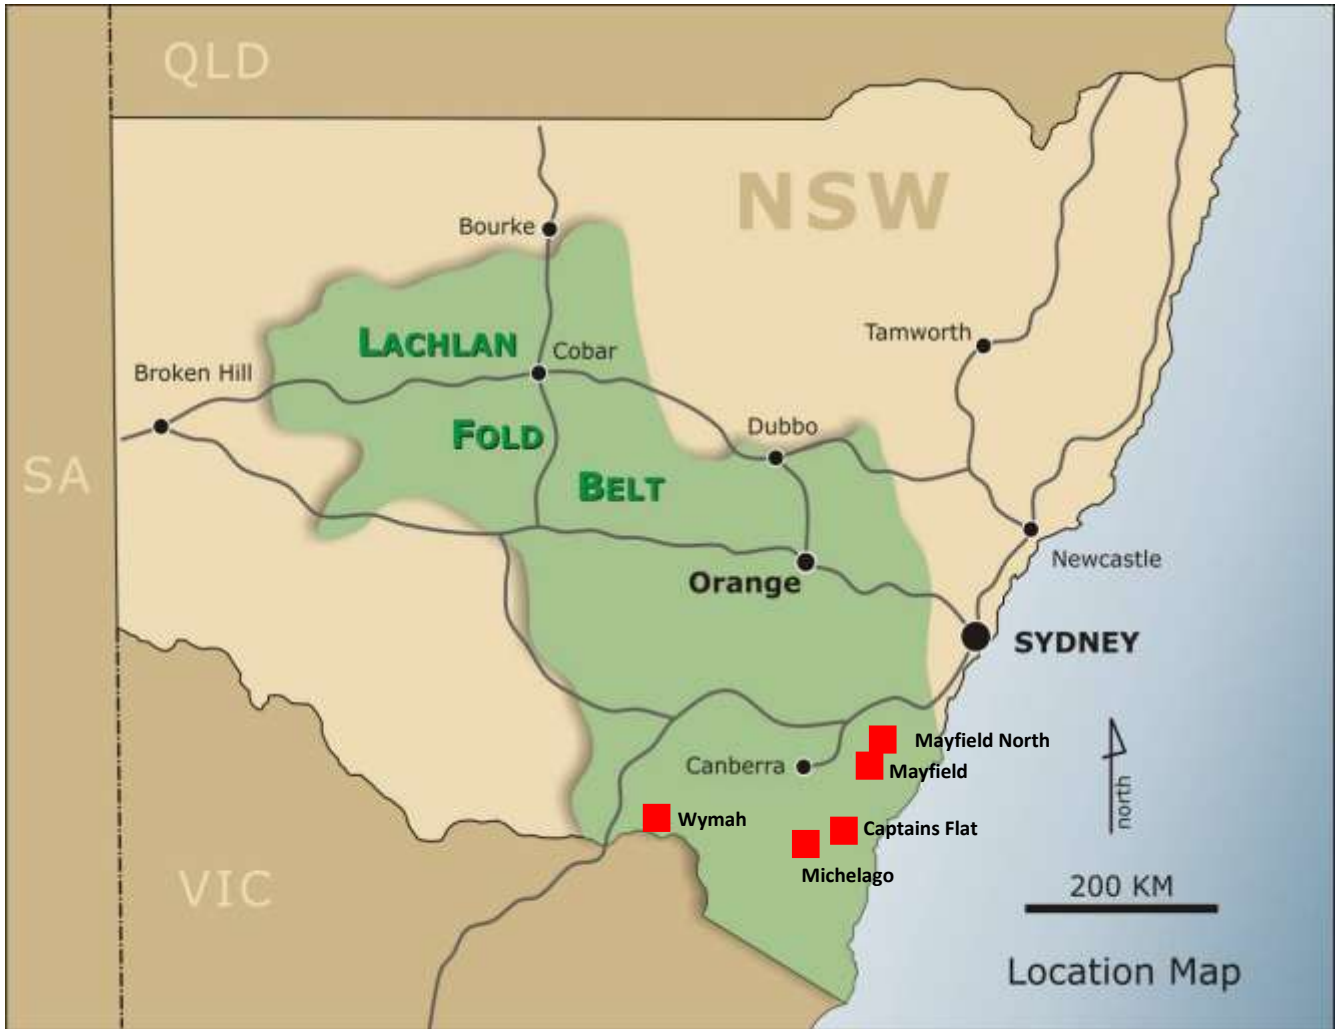 QLD
NSW
Bourke
Tamworth
LACHLAN
Cobar
Broken Hill
Dubbo
FOLD
SA
BELT
Newcastle
Orange
SYDNEY
Mayfield North
Canberra
Mayfield
north
Wymah
Captains Flat
Michelago
VIC
200 KM
Location Map